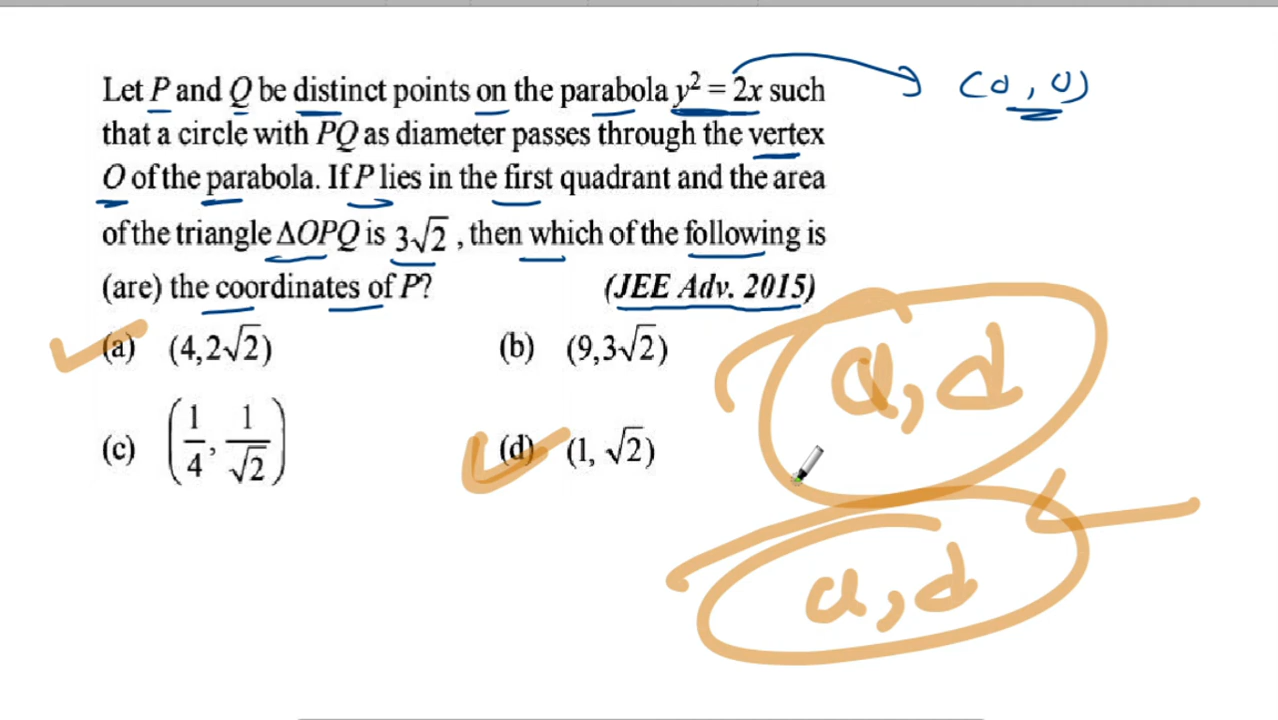 Let P and Q be distinct points on the parabola y² = 2x such (0, 0)
that a circle with PQ as diameter passes through the vertex
O of the parabola. If P lies in the first quadrant and the area
of the triangle ΔOPQ is 3√2 , then which of the following is
(are) the coordinates of P? (JEE Adv. 2015)
(a) (4,2√2) (b) (9,3√2)
a,d
(c) (1/4, 1/√2) (d) (1, √2)
a,d